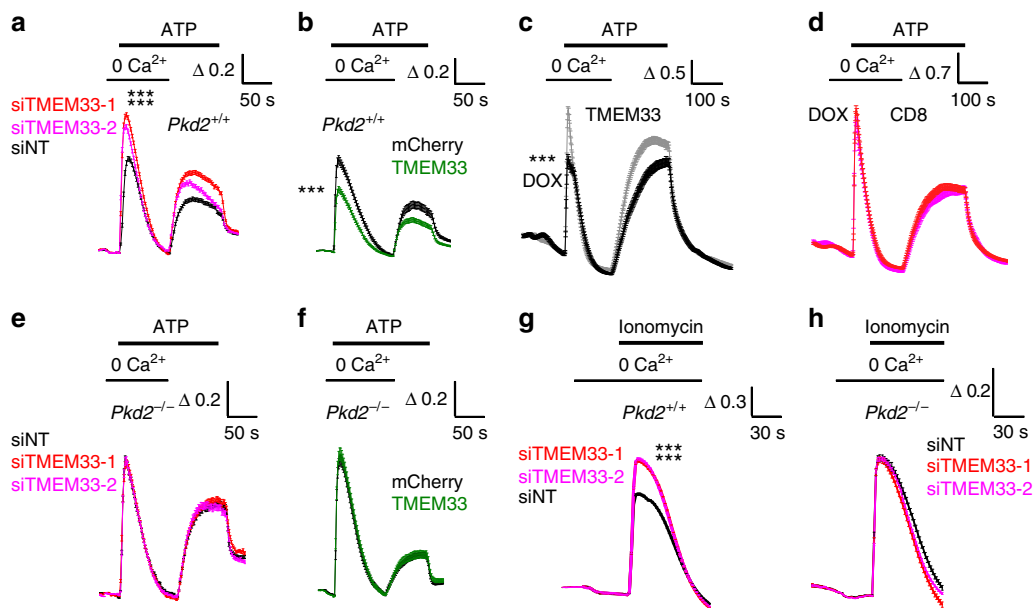 a
ATP
0 Ca²⁺
Δ 0.2
50 s
siTMEM33-1
siTMEM33-2
siNT
***
***
Pkd2⁺/⁺
b
ATP
0 Ca²⁺
Δ 0.2
50 s
Pkd2⁺/⁺
mCherry
TMEM33
***
c
ATP
0 Ca²⁺
Δ 0.5
100 s
TMEM33
***
DOX
d
ATP
0 Ca²⁺
Δ 0.7
100 s
DOX
CD8
e
ATP
0 Ca²⁺
Δ 0.2
50 s
Pkd2⁻/⁻
siNT
siTMEM33-1
siTMEM33-2
f
ATP
0 Ca²⁺
Δ 0.2
50 s
Pkd2⁻/⁻
mCherry
TMEM33
g
Ionomycin
0 Ca²⁺
Δ 0.3
30 s
Pkd2⁺/⁺
siTMEM33-1
siTMEM33-2
siNT
***
***
h
Ionomycin
0 Ca²⁺
Δ 0.2
30 s
Pkd2⁻/⁻
siNT
siTMEM33-1
siTMEM33-2